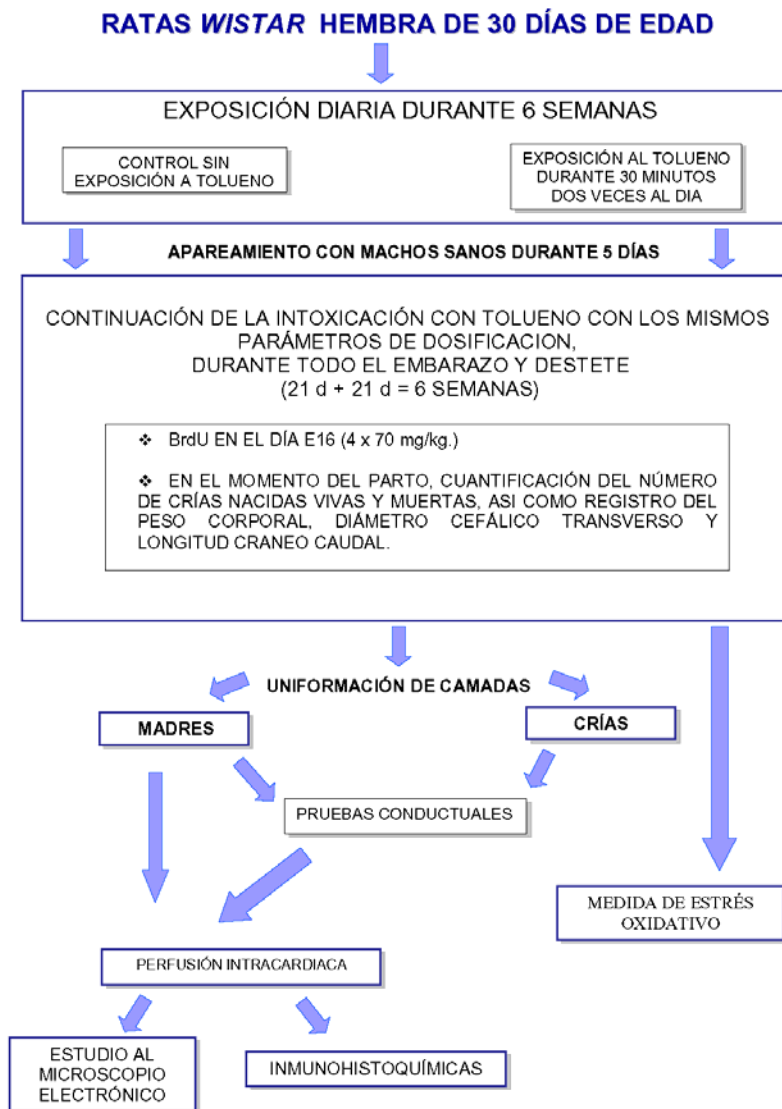 RATAS WISTAR HEMBRA DE 30 DÍAS DE EDAD
EXPOSICIÓN DIARIA DURANTE 6 SEMANAS
CONTROL SIN
EXPOSICIÓN A TOLUENO
EXPOSICIÓN AL TOLUENO
DURANTE 30 MINUTOS
DOS VECES AL DIA
APAREAMIENTO CON MACHOS SANOS DURANTE 5 DÍAS
CONTINUACIÓN DE LA INTOXICACIÓN CON TOLUENO CON LOS MISMOS
PARÁMETROS DE DOSIFICACION,
DURANTE TODO EL EMBARAZO Y DESTETE
(21 d + 21 d = 6 SEMANAS)
❖ BrdU EN EL DÍA E16 (4 x 70 mg/kg.)
❖ EN EL MOMENTO DEL PARTO, CUANTIFICACIÓN DEL NÚMERO
DE CRÍAS NACIDAS VIVAS Y MUERTAS, ASI COMO REGISTRO DEL
PESO CORPORAL, DIÁMETRO CEFÁLICO TRANSVERSO Y
LONGITUD CRANEO CAUDAL.
UNIFORMACIÓN DE CAMADAS
MADRES
CRÍAS
PRUEBAS CONDUCTUALES
MEDIDA DE ESTRÉS
OXIDATIVO
PERFUSIÓN INTRACARDIACA
ESTUDIO AL
MICROSCOPIO
ELECTRÓNICO
INMUNOHISTOQUÍMICAS